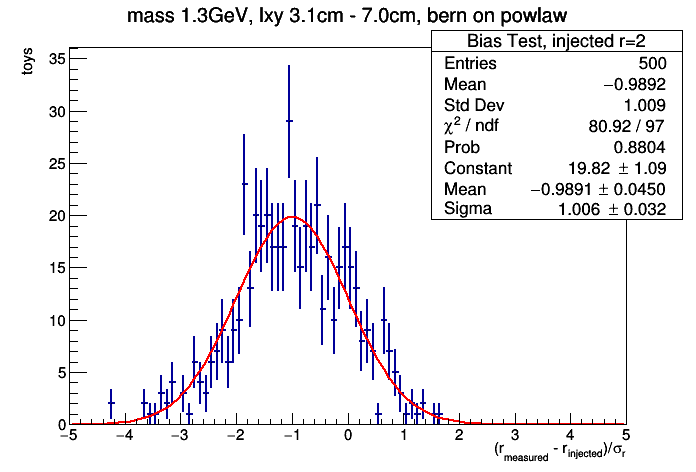 mass 1.3GeV, lxy 3.1cm - 7.0cm, bern on powlaw
Bias Test, injected r=2
Entries 500
Mean −0.9892
Std Dev 1.009
χ² / ndf 80.92 / 97
Prob 0.8804
Constant 19.82 ± 1.09
Mean −0.9891 ± 0.0450
Sigma 1.006 ± 0.032
toys
35
30
25
20
15
10
5
0
−5 −4 −3 −2 −1 0 1 2 3 4 5
(r_measured - r_injected)/σ_r